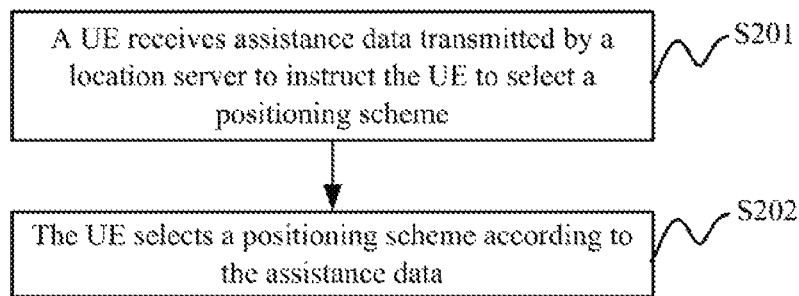 A UE receives assistance data transmitted by a
location server to instruct the UE to select a
positioning scheme
S201
The UE selects a positioning scheme according to
the assistance data
S202